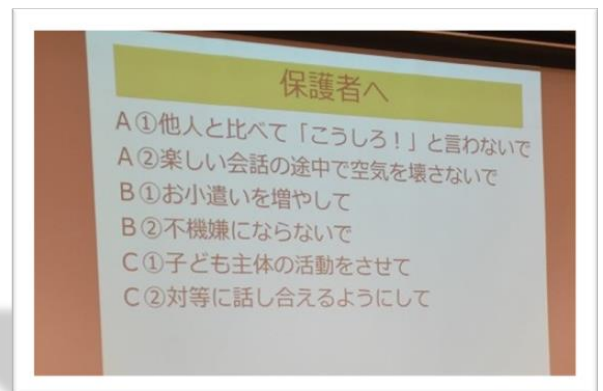 保護者へ
A①他人と比べて「こうしろ！」と言わないで
A②楽しい会話の途中で空気を壊さないで
B①お小遣いを増やして
B②不機嫌にならないで
C①子ども主体の活動をさせて
C②対等に話し合えるようにして